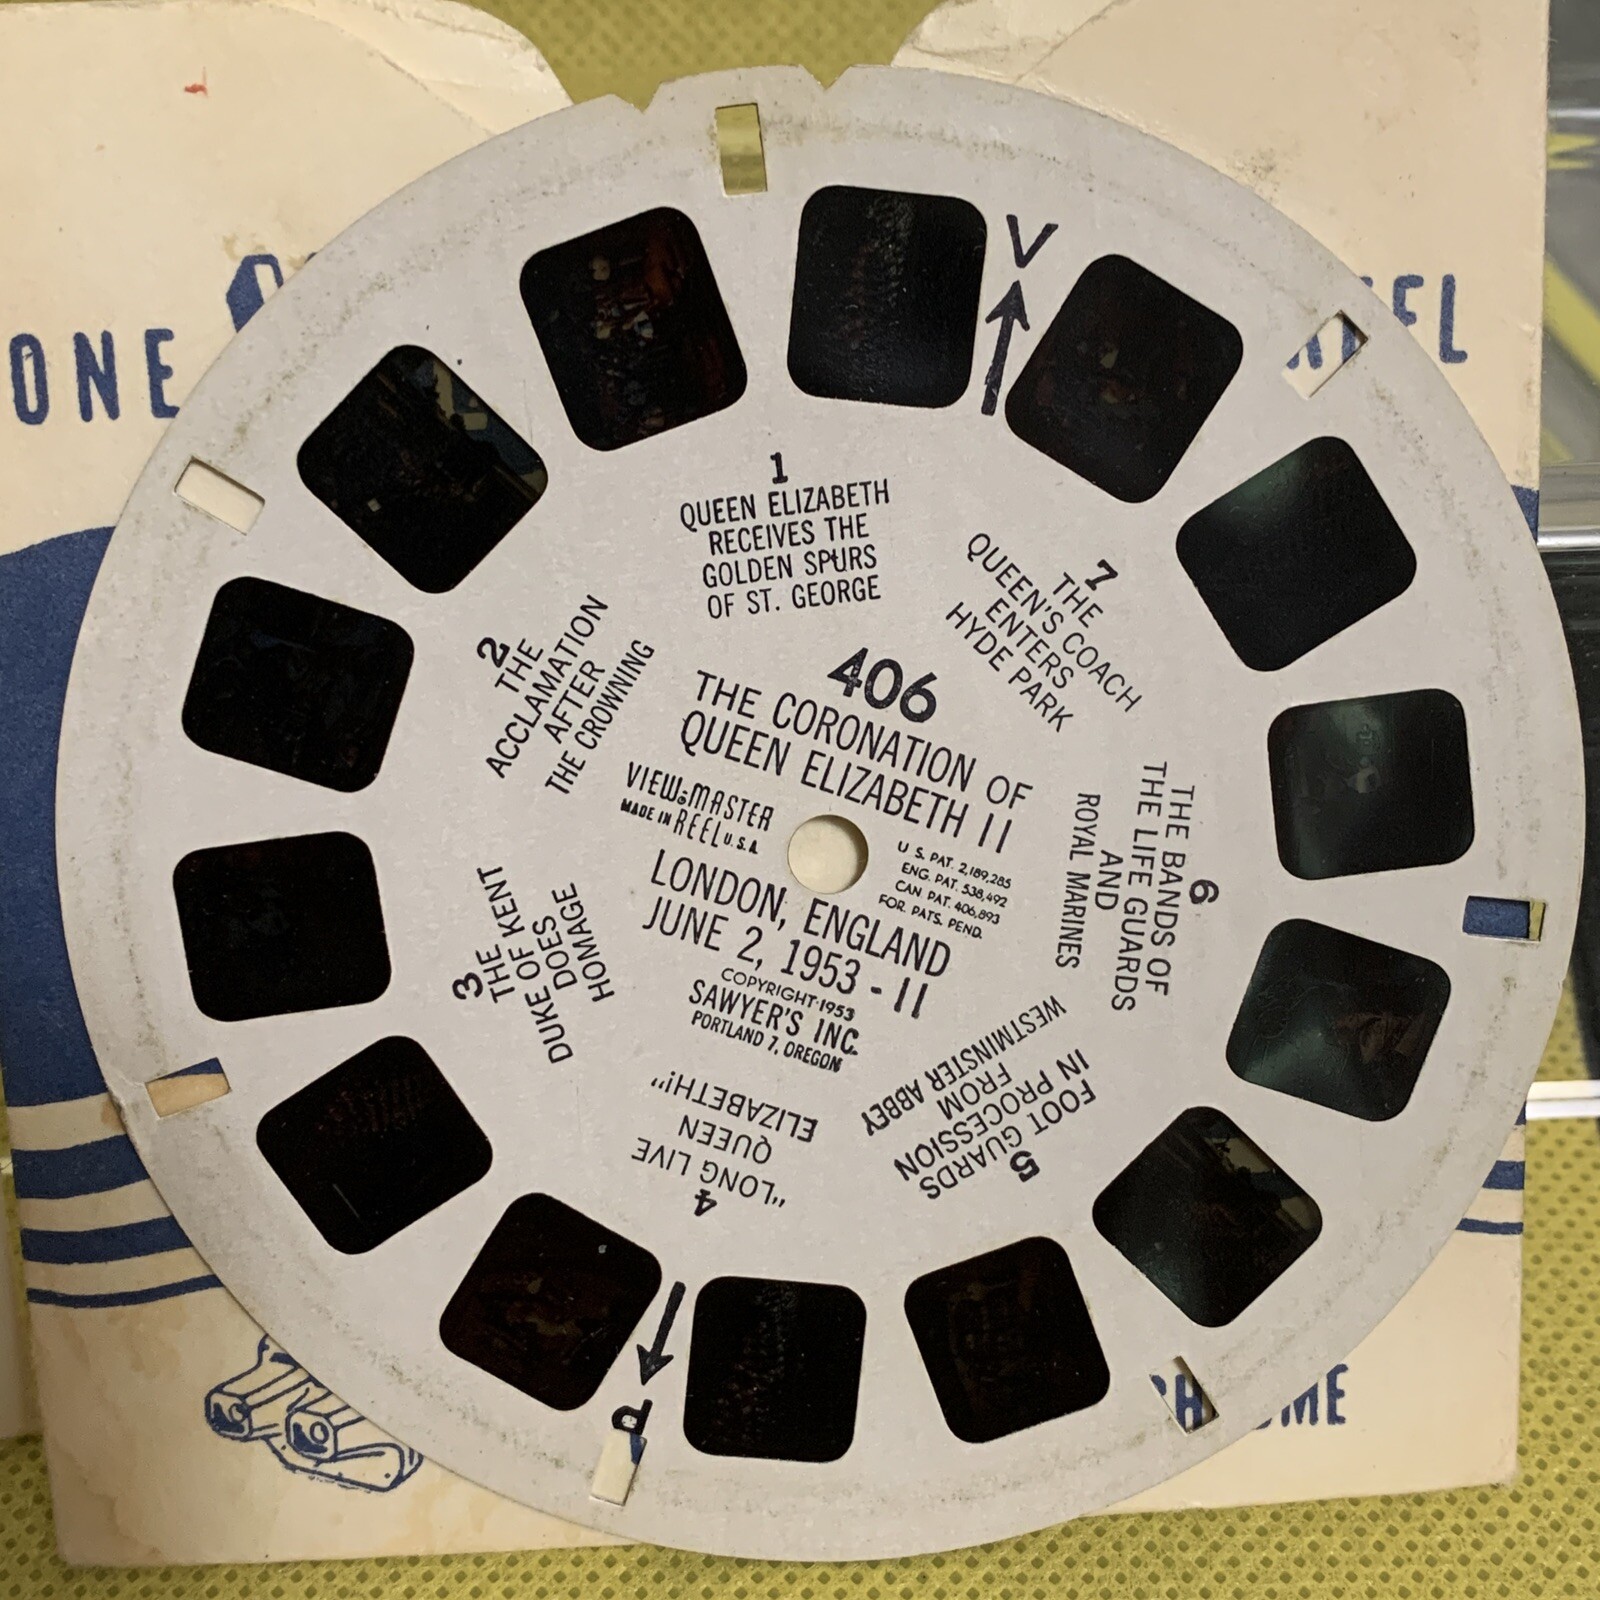 ONE
V
1
QUEEN ELIZABETH
RECEIVES THE
GOLDEN SPURS
OF ST. GEORGE
2
THE
ACCLAMATION
AFTER
THE CROWNING
3
THE
DUKE OF KENT
DOES
HOMAGE
4
"LONG LIVE
QUEEN
ELIZABETH!"
5
FOOT GUARDS
IN PROCESSION
FROM
WESTMINSTER ABBEY
6
THE BANDS OF
THE LIFE GUARDS
AND
ROYAL MARINES
7
THE
QUEEN'S COACH
ENTERS
HYDE PARK
406
THE CORONATION OF
QUEEN ELIZABETH II
VIEW-MASTER
MADE IN REEL U.S.A.
U S. PAT. 2,189,285
ENG. PAT. 538,492
CAN PAT. 406,893
FOR. PATS. PEND.
LONDON, ENGLAND
JUNE 2, 1953 - II
COPYRIGHT 1953
SAWYER'S INC.
PORTLAND 7, OREGON
P